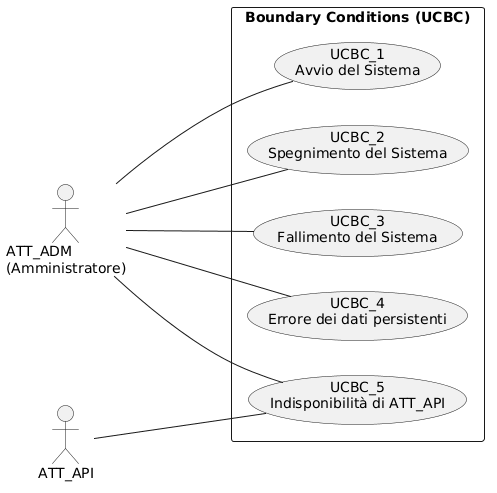 Boundary Conditions (UCBC)
UCBC_1
Avvio del Sistema
UCBC_2
Spegnimento del Sistema
UCBC_3
Fallimento del Sistema
ATT_ADM
(Amministratore)
UCBC_4
Errore dei dati persistenti
UCBC_5
Indisponibilità di ATT_API
ATT_API